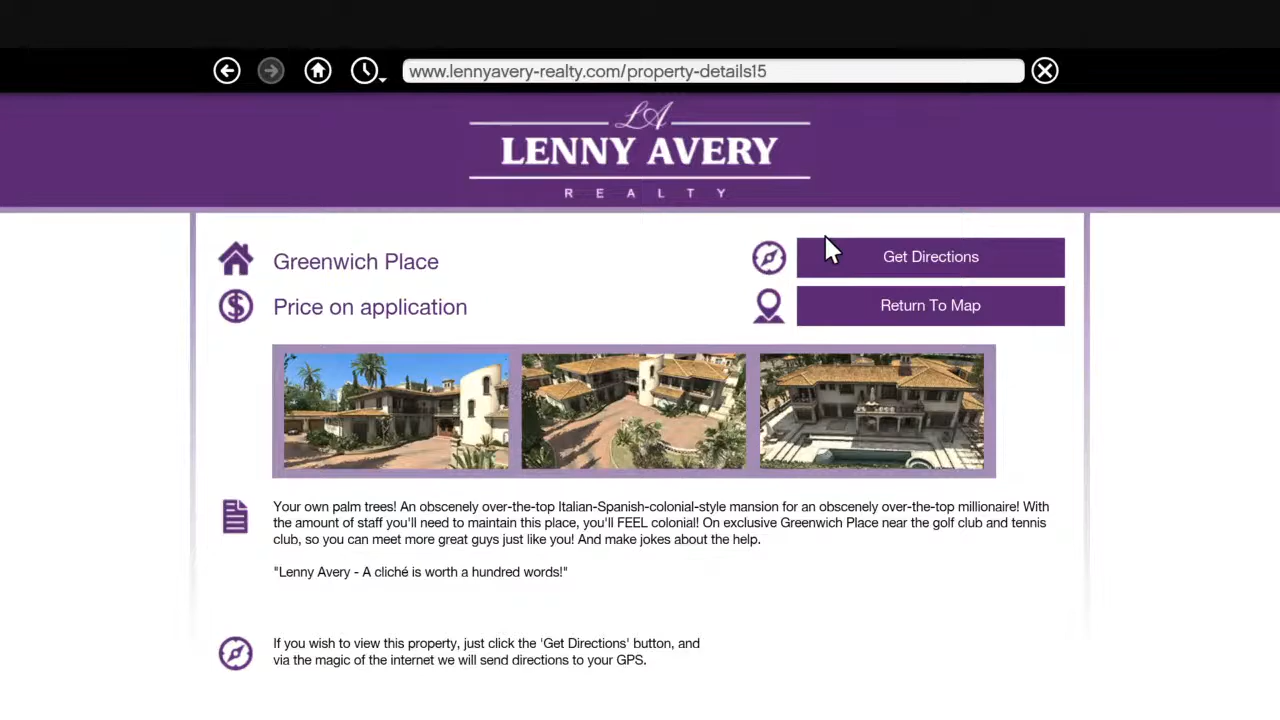 www.lennyavery-realty.com/property-details15
LA
LENNY AVERY
REALTY
Greenwich Place
Get Directions
Price on application
Return To Map
Your own palm trees! An obscenely over-the-top Italian-Spanish-colonial-style mansion for an obscenely over-the-top millionaire! With
the amount of staff you'll need to maintain this place, you'll FEEL colonial! On exclusive Greenwich Place near the golf club and tennis
club, so you can meet more great guys just like you! And make jokes about the help.
"Lenny Avery - A cliché is worth a hundred words!"
If you wish to view this property, just click the 'Get Directions' button, and
via the magic of the internet we will send directions to your GPS.